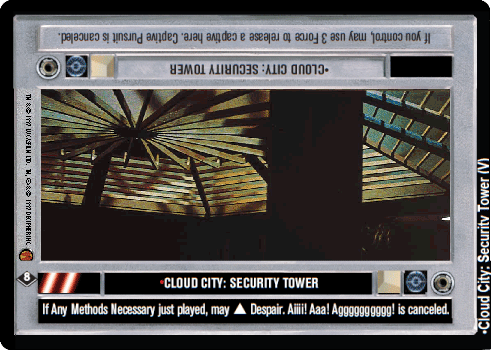 If you control, may use 3 Force to release a captive here. Captive Pursuit is canceled.
•CLOUD CITY: SECURITY TOWER
8
•CLOUD CITY: SECURITY TOWER
If Any Methods Necessary just played, may ▲ Despair. Aiiii! Aaa! Agggggggggg! is canceled.
•Cloud City: Security Tower (V)